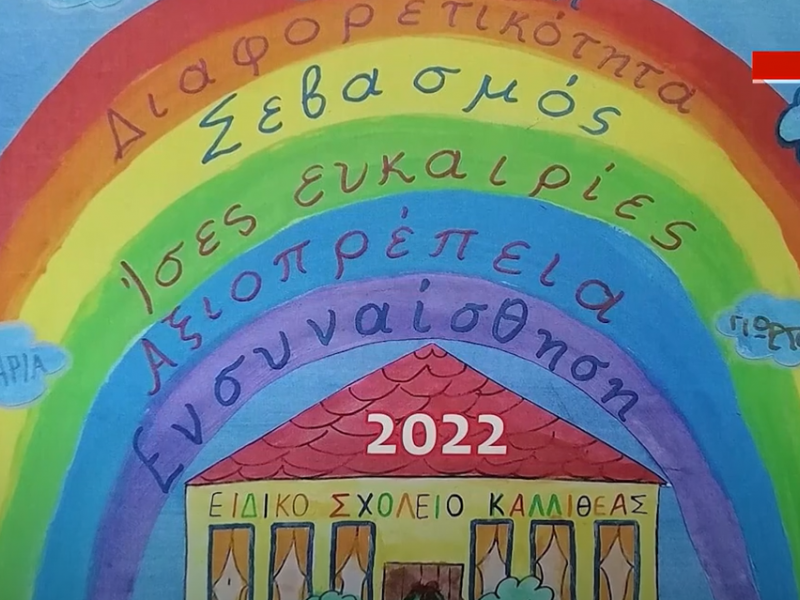 Διαφορετικότητα
Σεβασμός
Ίσες ευκαιρίες
Αξιοπρέπεια
Ενσυναίσθηση
2022
ΕΙΔΙΚΟ ΣΧΟΛΕΙΟ ΚΑΛΛΙΘΕΑΣ